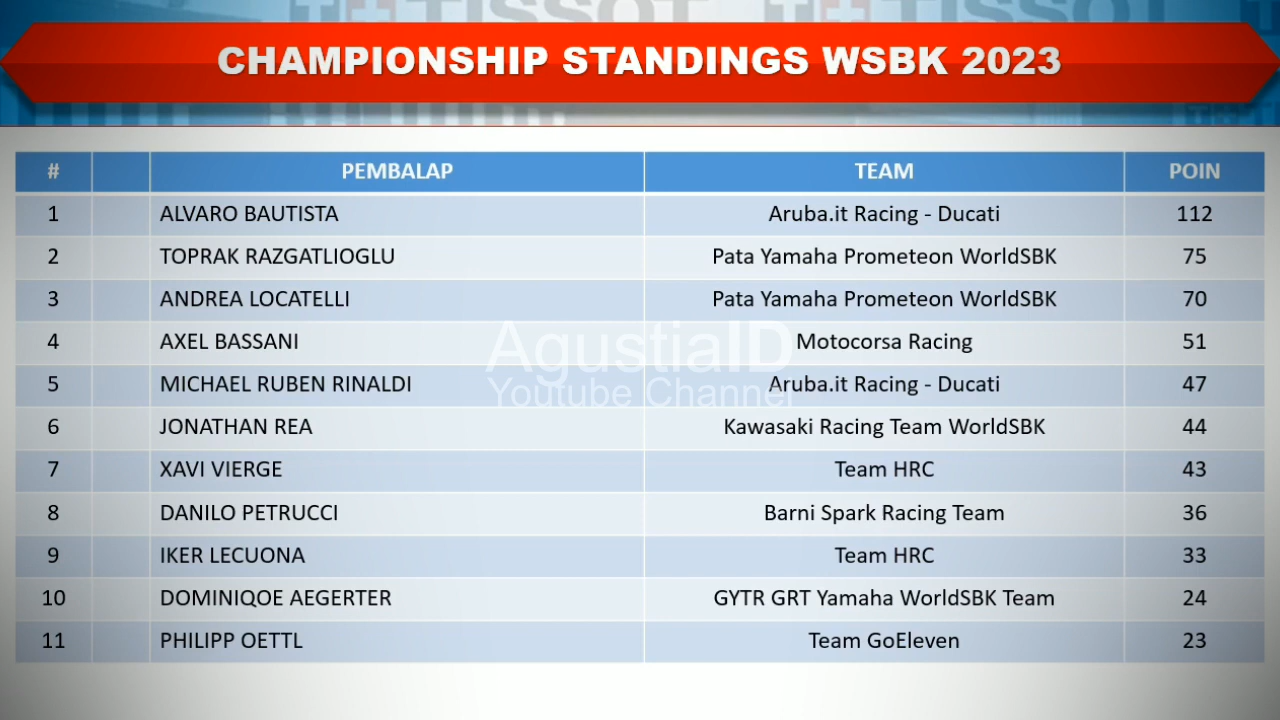 TISSOT
CHAMPIONSHIP STANDINGS WSBK 2023
# PEMBALAP TEAM POIN
1 ALVARO BAUTISTA Aruba.it Racing - Ducati 112
2 TOPRAK RAZGATLIOGLU Pata Yamaha Prometeon WorldSBK 75
3 ANDREA LOCATELLI Pata Yamaha Prometeon WorldSBK 70
4 AXEL BASSANI Motocorsa Racing 51
5 MICHAEL RUBEN RINALDI Aruba.it Racing - Ducati 47
6 JONATHAN REA Kawasaki Racing Team WorldSBK 44
7 XAVI VIERGE Team HRC 43
8 DANILO PETRUCCI Barni Spark Racing Team 36
9 IKER LECUONA Team HRC 33
10 DOMINIQOE AEGERTER GYTR GRT Yamaha WorldSBK Team 24
11 PHILIPP OETTL Team GoEleven 23
AgustiaID
Youtube Channel